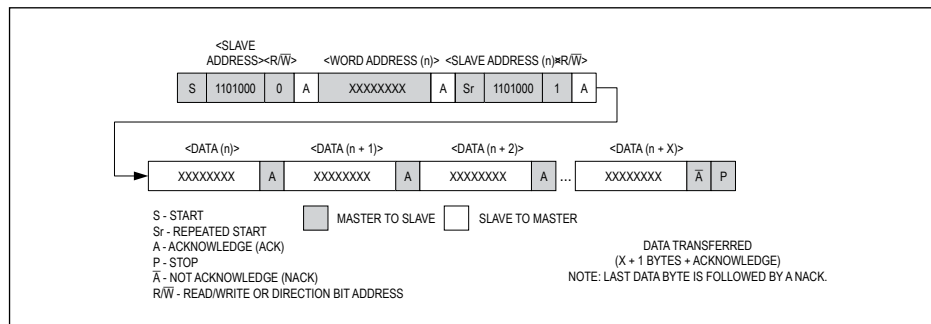 <SLAVE
ADDRESS><R/W̅> <WORD ADDRESS (n)> <SLAVE ADDRESS (n)><R/W̅>
S 1101000 0 A XXXXXXXX A Sr 1101000 1 A
<DATA (n)> <DATA (n + 1)> <DATA (n + 2)> <DATA (n + X)>
XXXXXXXX A XXXXXXXX A XXXXXXXX A ... XXXXXXXX A̅ P
S - START
Sr - REPEATED START
A - ACKNOWLEDGE (ACK)
P - STOP
A̅ - NOT ACKNOWLEDGE (NACK)
R/W̅ - READ/WRITE OR DIRECTION BIT ADDRESS
MASTER TO SLAVE SLAVE TO MASTER
DATA TRANSFERRED
(X + 1 BYTES + ACKNOWLEDGE)
NOTE: LAST DATA BYTE IS FOLLOWED BY A NACK.